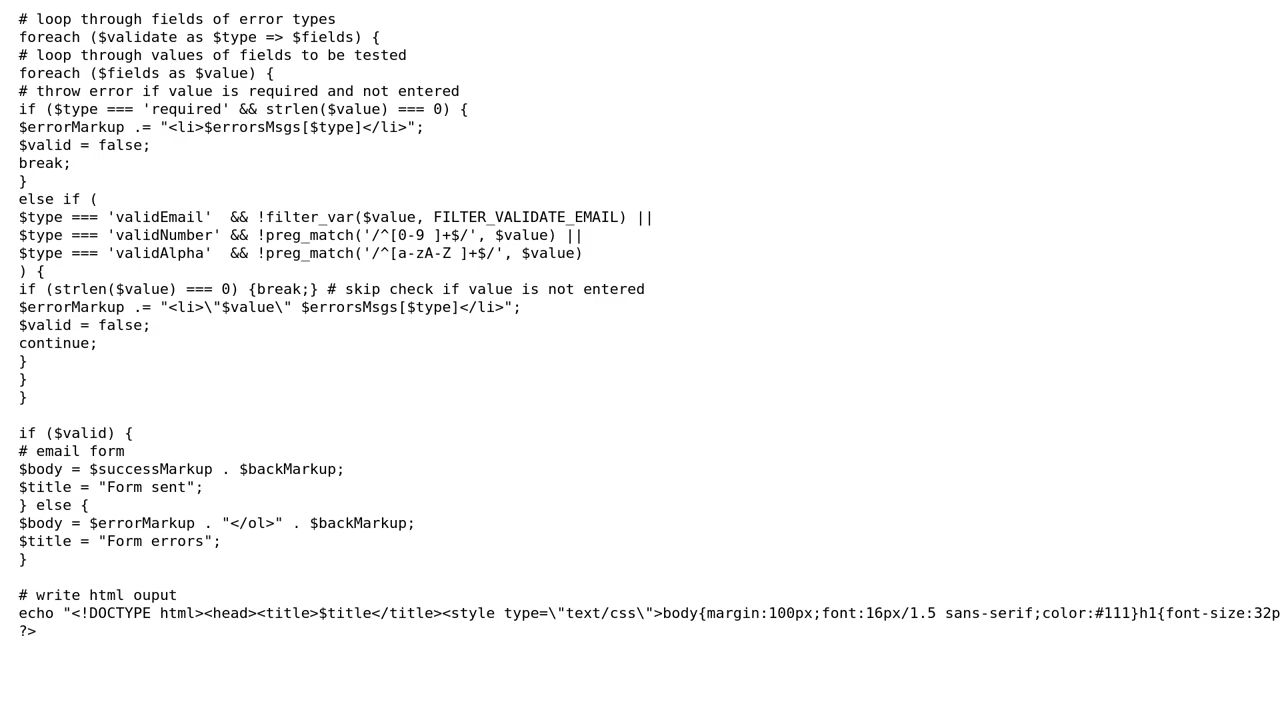 # loop through fields of error types
foreach ($validate as $type => $fields) {
# loop through values of fields to be tested
foreach ($fields as $value) {
# throw error if value is required and not entered
if ($type === 'required' && strlen($value) === 0) {
$errorMarkup .= "<li>$errorsMsgs[$type]</li>";
$valid = false;
break;
}
else if (
$type === 'validEmail'  && !filter_var($value, FILTER_VALIDATE_EMAIL) ||
$type === 'validNumber' && !preg_match('/^[0-9 ]+$/', $value) ||
$type === 'validAlpha'  && !preg_match('/^[a-zA-Z ]+$/', $value)
) {
if (strlen($value) === 0) {break;} # skip check if value is not entered
$errorMarkup .= "<li>\"$value\" $errorsMsgs[$type]</li>";
$valid = false;
continue;
}
}
}

if ($valid) {
# email form
$body = $successMarkup . $backMarkup;
$title = "Form sent";
} else {
$body = $errorMarkup . "</ol>" . $backMarkup;
$title = "Form errors";
}

# write html ouput
echo "<!DOCTYPE html><head><title>$title</title><style type=\"text/css\">body{margin:100px;font:16px/1.5 sans-serif;color:#111}h1{font-size:32p
?>